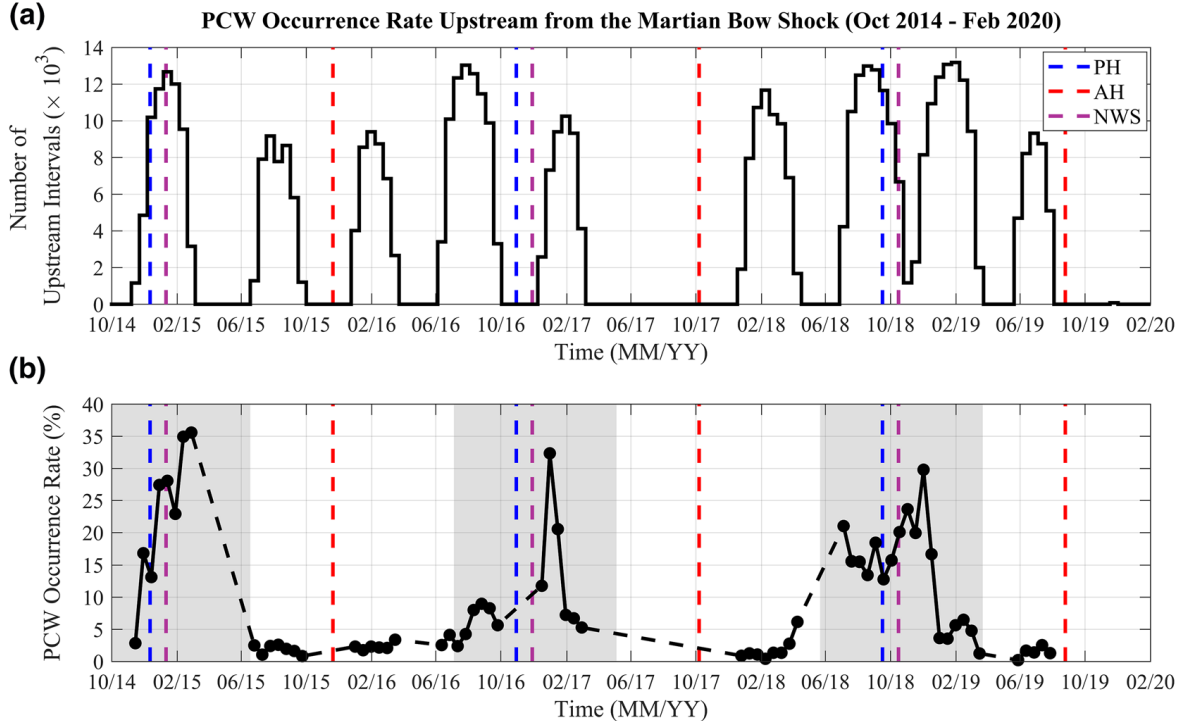 (a)
PCW Occurrence Rate Upstream from the Martian Bow Shock (Oct 2014 - Feb 2020)
Number of
Upstream Intervals (× 10³)
14
12
10
8
6
4
2
0
PH
AH
NWS
10/14 02/15 06/15 10/15 02/16 06/16 10/16 02/17 06/17 10/17 02/18 06/18 10/18 02/19 06/19 10/19 02/20
Time (MM/YY)
(b)
PCW Occurrence Rate (%)
40
35
30
25
20
15
10
5
0
10/14 02/15 06/15 10/15 02/16 06/16 10/16 02/17 06/17 10/17 02/18 06/18 10/18 02/19 06/19 10/19 02/20
Time (MM/YY)